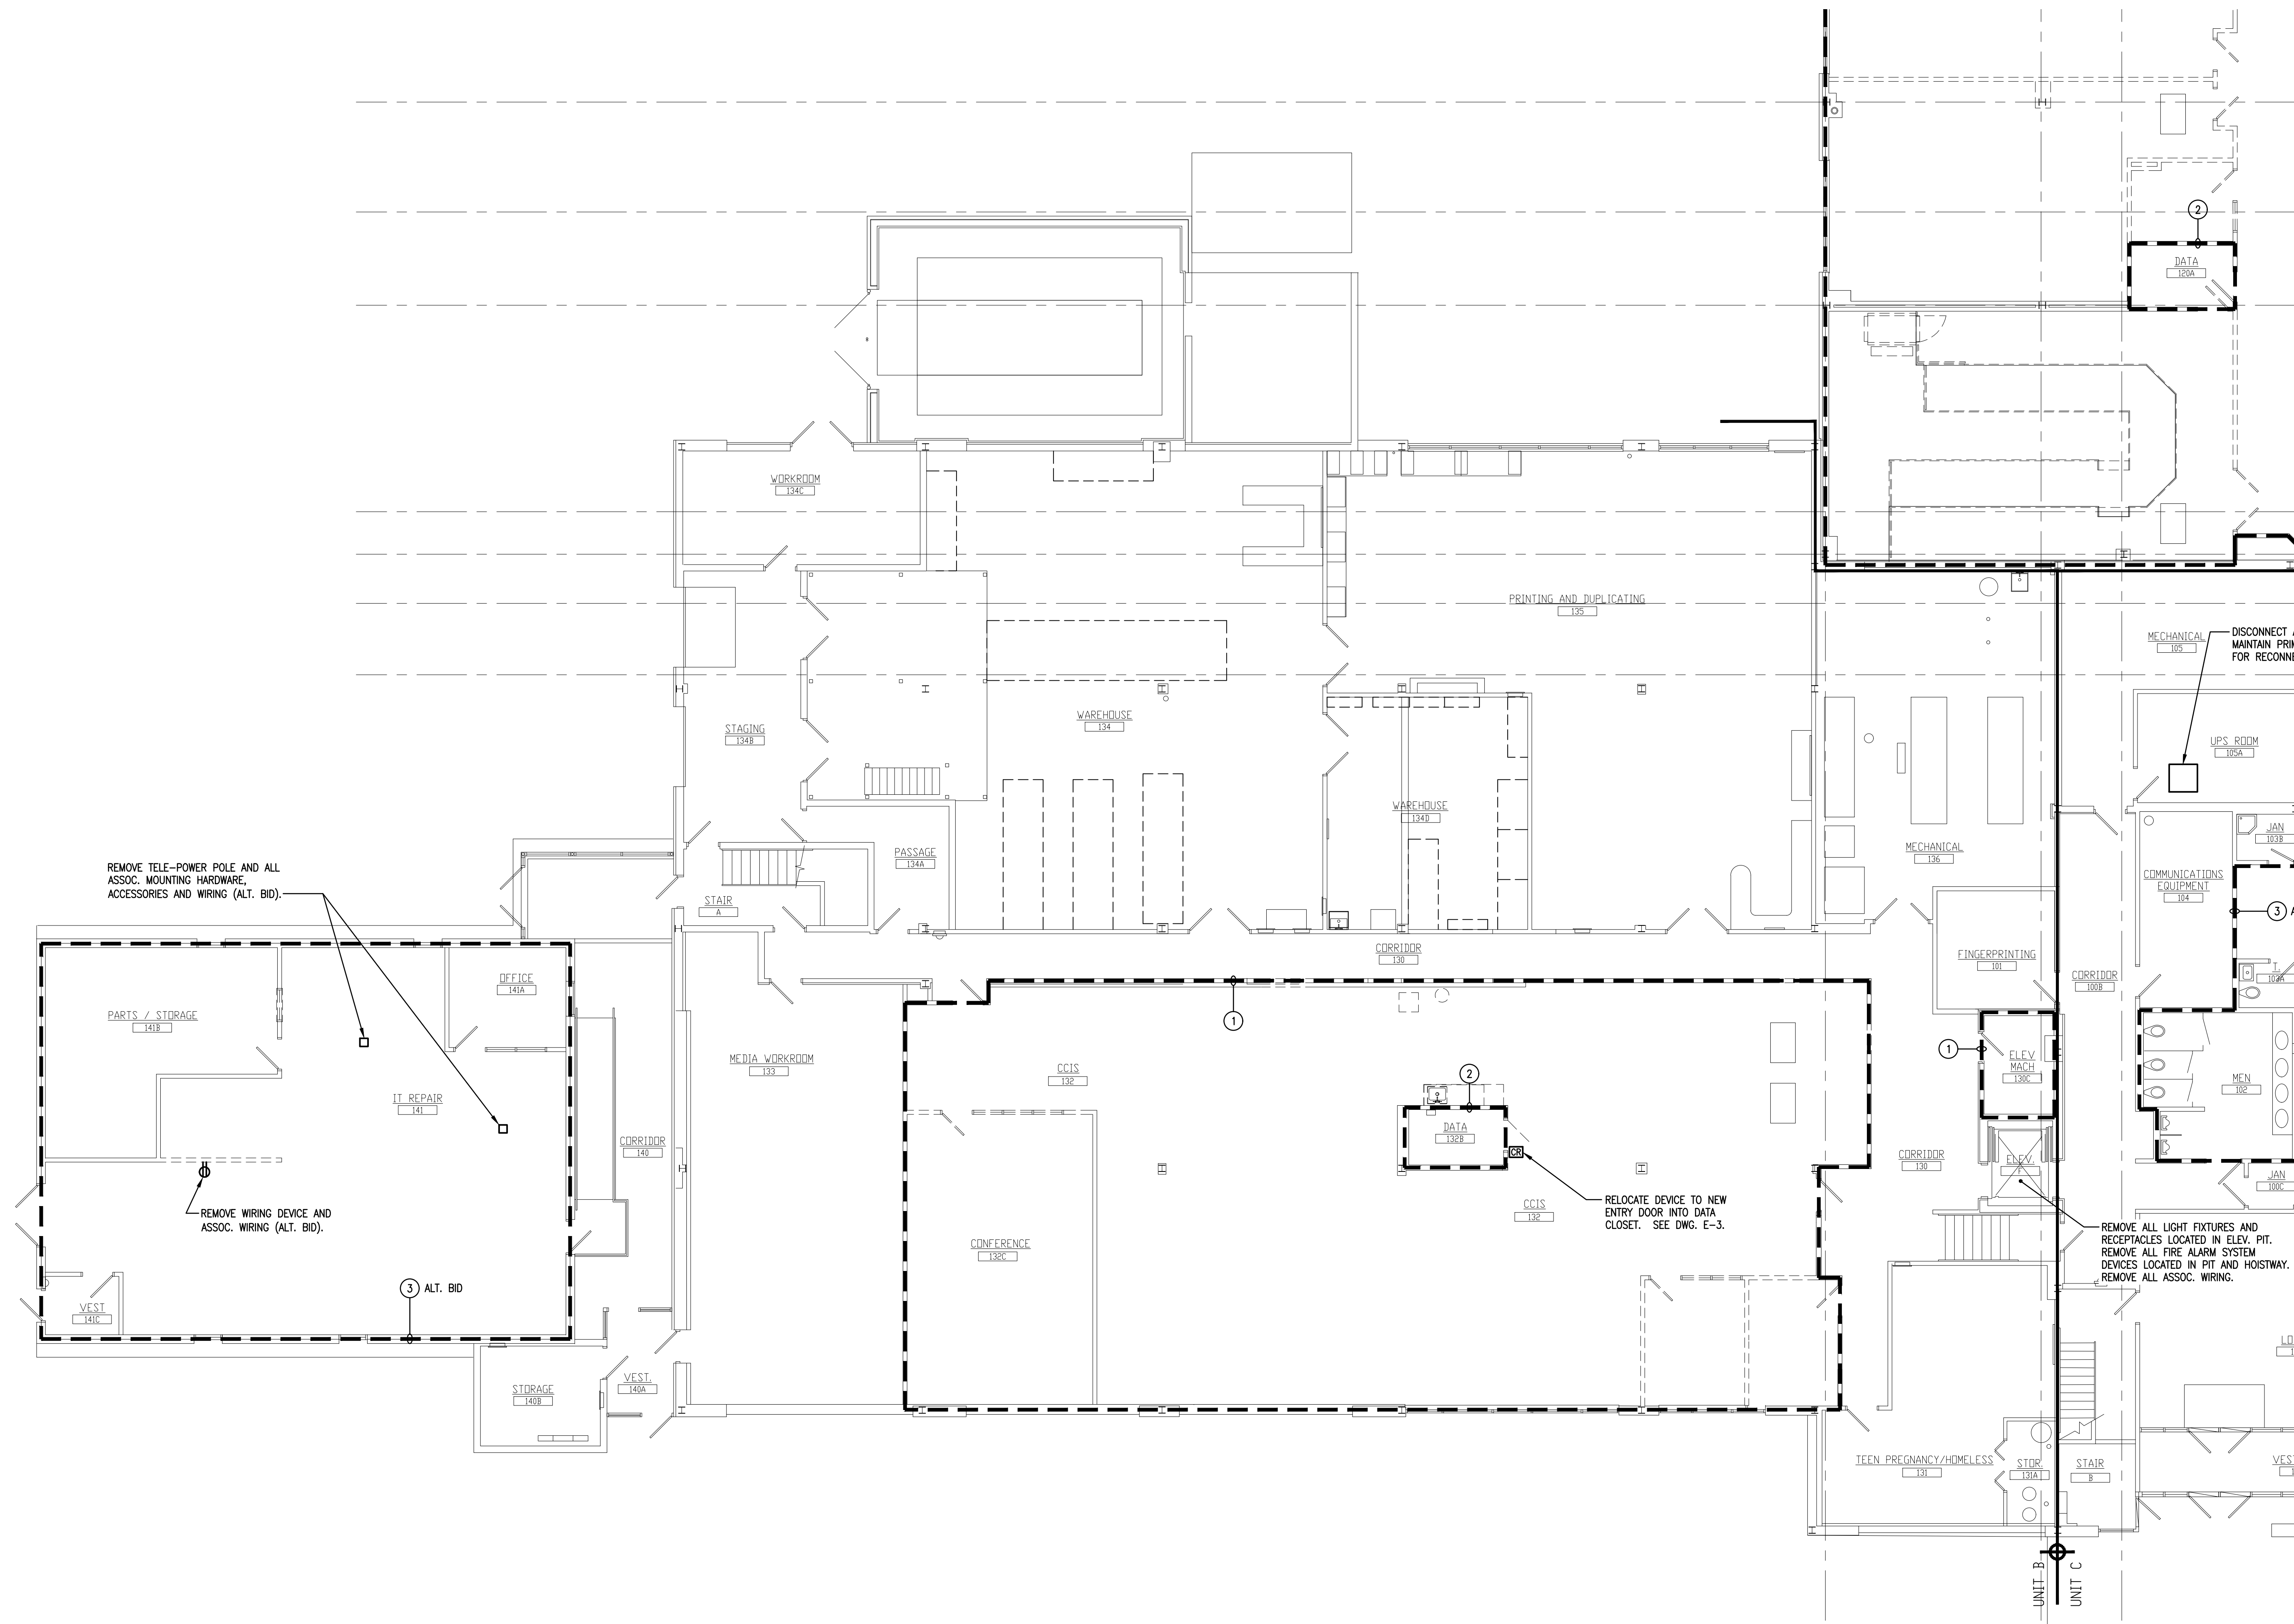 2
DATA
120A
WORKROOM
134C
PRINTING AND DUPLICATING
135
MECHANICAL
105
DISCONNECT
MAINTAIN
FOR
STAGING
134B
WAREHOUSE
134
UPS ROOM
105A
WAREHOUSE
134D
JAN
103B
MECHANICAL
136
PASSAGE
134A
REMOVE TELE-POWER POLE AND ALL
ASSOC. MOUNTING HARDWARE,
ACCESSORIES AND WIRING (ALT. BID).
COMMUNICATIONS
EQUIPMENT
104
STAIR
A
3
CORRIDOR
130
FINGERPRINTING
101
CORRIDOR
100B
103A
OFFICE
141A
PARTS / STORAGE
141B
1
1
MEDIA WORKROOM
133
CCIS
132
2
ELEV
MACH
130C
MEN
102
IT REPAIR
141
DATA
132B
CR
CORRIDOR
140
CORRIDOR
130
ELEV.
F
JAN
100C
REMOVE WIRING DEVICE AND
ASSOC. WIRING (ALT. BID).
CCIS
132
RELOCATE DEVICE TO NEW
ENTRY DOOR INTO DATA
CLOSET. SEE DWG. E-3.
REMOVE ALL LIGHT FIXTURES AND
RECEPTACLES LOCATED IN ELEV. PIT.
REMOVE ALL FIRE ALARM SYSTEM
DEVICES LOCATED IN PIT AND HOISTWAY.
REMOVE ALL ASSOC. WIRING.
CONFERENCE
132C
3 ALT. BID
VEST
141C
STORAGE
140B
VEST.
140A
TEEN PREGNANCY/HOMELESS
131
STOR.
131A
STAIR
B
UNIT B
UNIT C